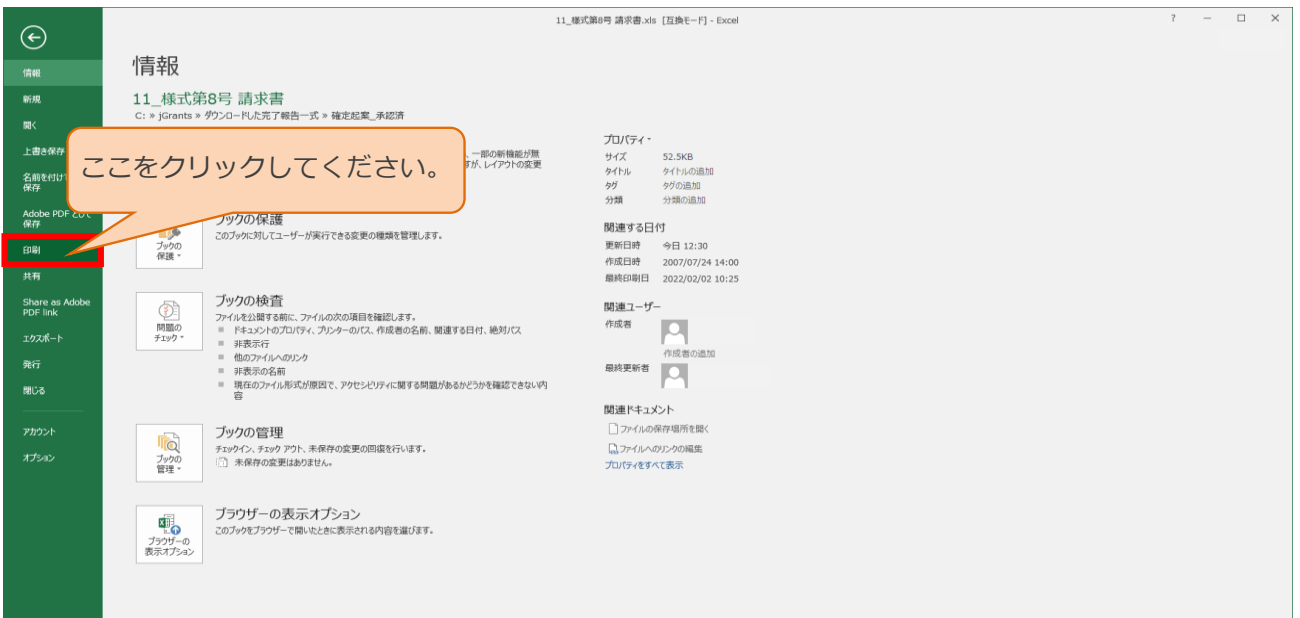 11_様式第8号 請求書.xls [互換モード] - Excel
? － □ ×
情報
新規
開く
上書き保存
名前を付けて
保存
Adobe PDF として
保存
印刷
共有
Share as Adobe
PDF link
エクスポート
発行
閉じる
アカウント
オプション
情報
11_様式第8号 請求書
C: » jGrants » ダウンロードした完了報告一式 » 確定起案_承認済
ここをクリックしてください。
、一部の新機能が無
すが、レイアウトの変更
ブックの保護
このブックに対してユーザーが実行できる変更の種類を管理します。
ブックの
保護
ブックの検査
ファイルを公開する前に、ファイルの次の項目を確認します。
ドキュメントのプロパティ、プリンターのパス、作成者の名前、関連する日付、絶対パス
非表示行
他のファイルへのリンク
非表示の名前
現在のファイル形式が原因で、アクセシビリティに関する問題があるかどうかを確認できない内
容
問題の
チェック
ブックの管理
チェックイン、チェック アウト、未保存の変更の回復を行います。
未保存の変更はありません。
ブックの
管理
ブラウザーの表示オプション
このブックをブラウザーで開いたときに表示される内容を選びます。
ブラウザーの
表示オプション
プロパティ
サイズ 52.5KB
タイトル タイトルの追加
タグ タグの追加
分類 分類の追加
関連する日付
更新日時 今日 12:30
作成日時 2007/07/24 14:00
最終印刷日 2022/02/02 10:25
関連ユーザー
作成者
作成者の追加
最終更新者
関連ドキュメント
ファイルの保存場所を開く
ファイルへのリンクの編集
プロパティをすべて表示